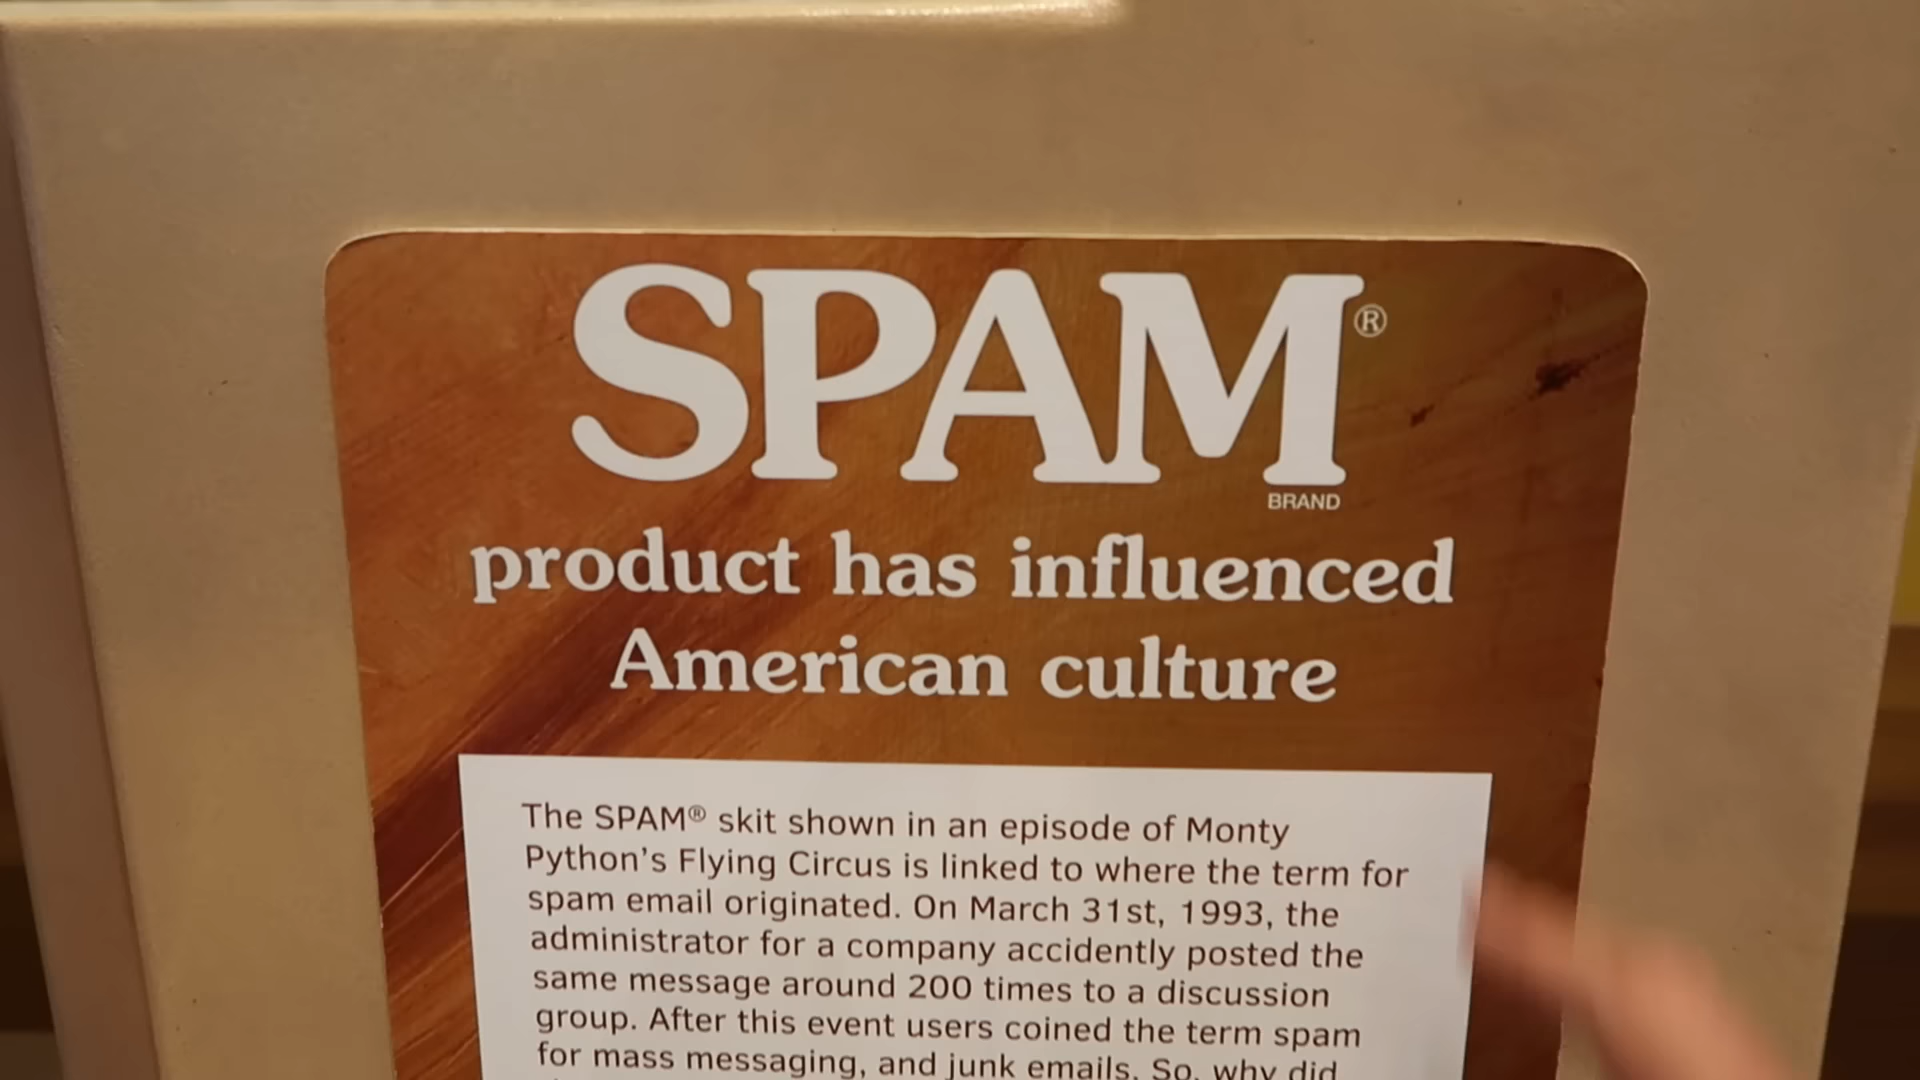 SPAM®
BRAND
product has influenced
American culture
The SPAM® skit shown in an episode of Monty
Python's Flying Circus is linked to where the term for
spam email originated. On March 31st, 1993, the
administrator for a company accidently posted the
same message around 200 times to a discussion
group. After this event users coined the term spam
for mass messaging, and junk emails. So, why did